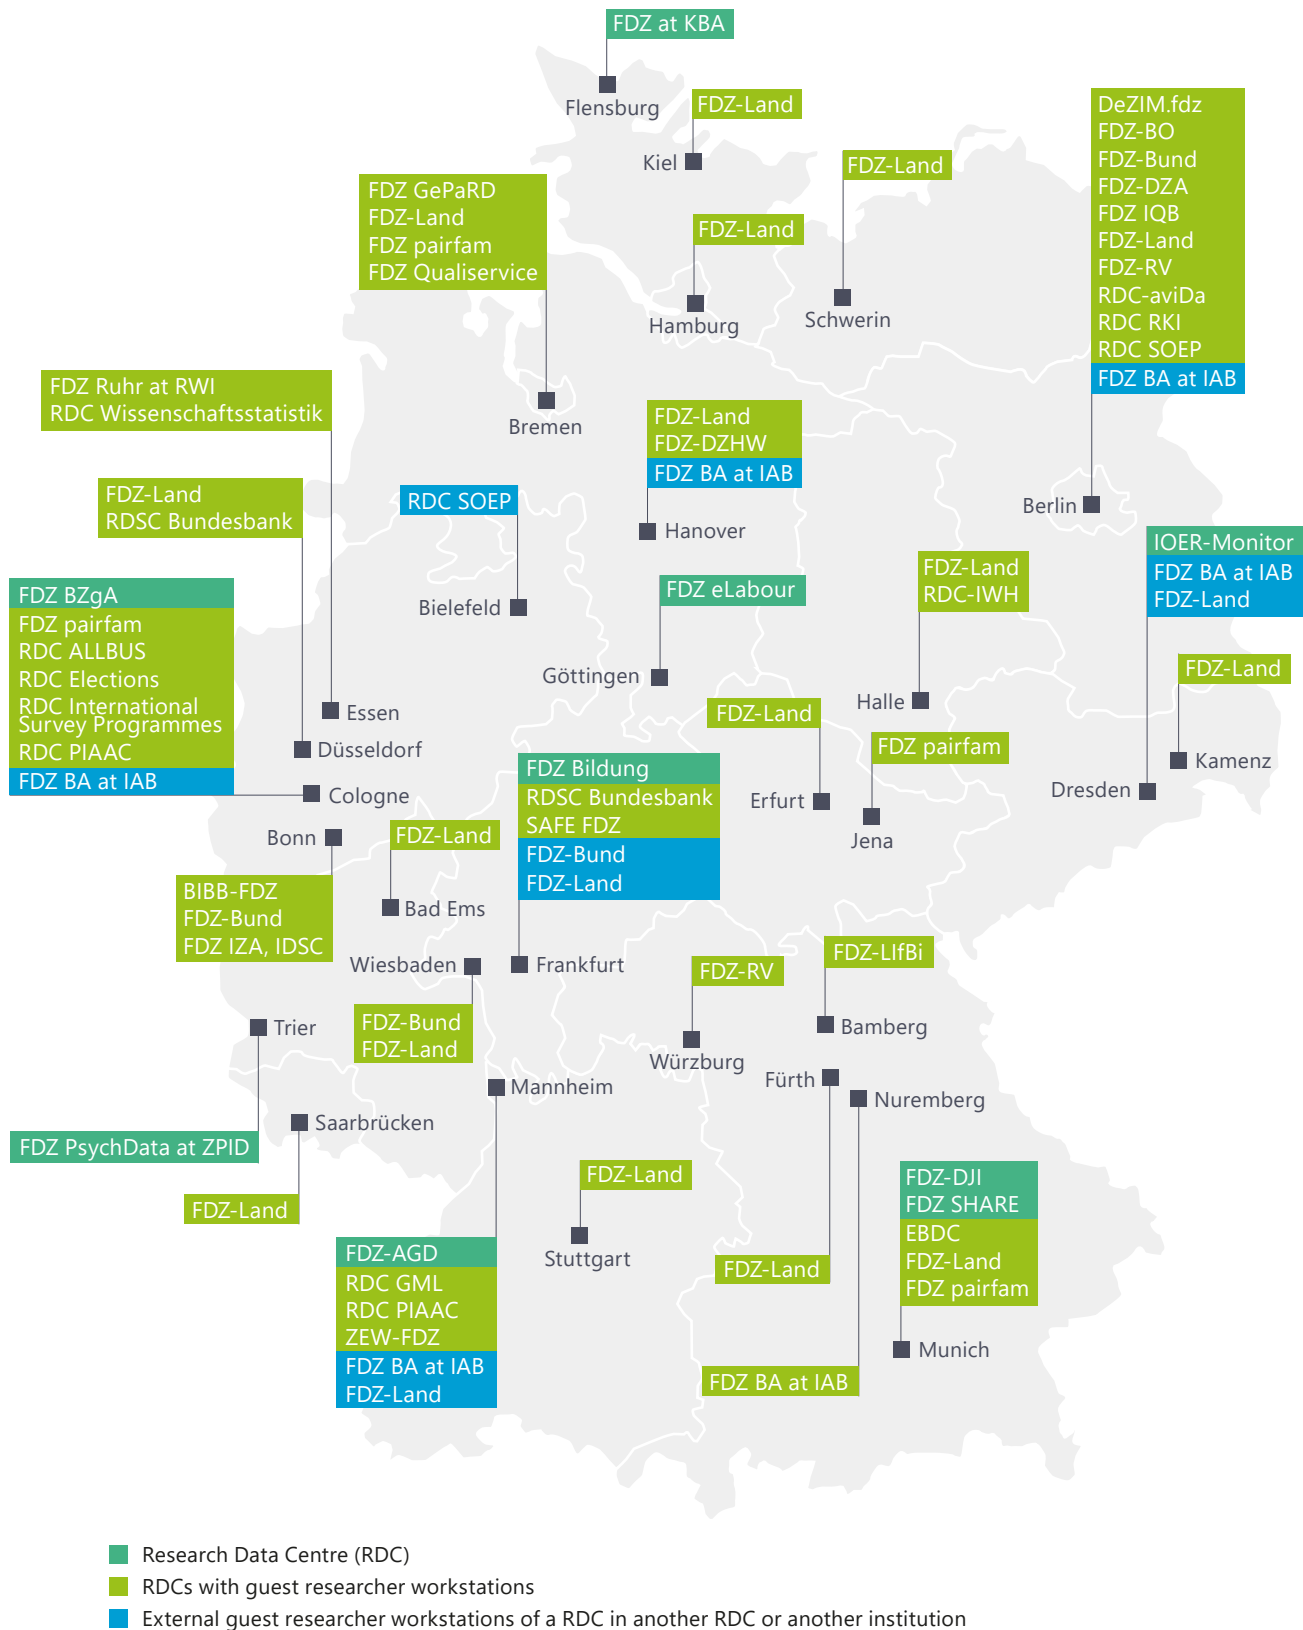 FDZ at KBA
Flensburg
FDZ-Land
Kiel
FDZ-Land
Schwerin
DeZIM.fdz
FDZ-BO
FDZ-Bund
FDZ-DZA
FDZ IQB
FDZ-Land
FDZ-RV
RDC-aviDa
RDC RKI
RDC SOEP
FDZ BA at IAB
Berlin
FDZ GePaRD
FDZ-Land
FDZ pairfam
FDZ Qualiservice
Bremen
FDZ-Land
Hamburg
FDZ Ruhr at RWI
RDC Wissenschaftsstatistik
Essen
FDZ-Land
FDZ-DZHW
FDZ BA at IAB
Hanover
FDZ-Land
RDSC Bundesbank
Düsseldorf
RDC SOEP
Bielefeld
IOER-Monitor
FDZ BA at IAB
FDZ-Land
Dresden
FDZ-Land
RDC-IWH
Halle
FDZ eLabour
Göttingen
FDZ BZgA
FDZ pairfam
RDC ALLBUS
RDC Elections
RDC International
Survey Programmes
RDC PIAAC
FDZ BA at IAB
Cologne
FDZ-Land
Kamenz
FDZ-Land
Erfurt
FDZ pairfam
Jena
FDZ Bildung
RDSC Bundesbank
SAFE FDZ
FDZ-Bund
FDZ-Land
Frankfurt
Bonn
BIBB-FDZ
FDZ-Bund
FDZ IZA, IDSC
FDZ-Land
Bad Ems
Wiesbaden
FDZ-Bund
FDZ-Land
FDZ-RV
Würzburg
FDZ-LIfBi
Bamberg
Trier
FDZ PsychData at ZPID
Saarbrücken
FDZ-Land
Mannheim
FDZ-AGD
RDC GML
RDC PIAAC
ZEW-FDZ
FDZ BA at IAB
FDZ-Land
FDZ-Land
Stuttgart
Fürth
FDZ-Land
Nuremberg
FDZ BA at IAB
FDZ-DJI
FDZ SHARE
EBDC
FDZ-Land
FDZ pairfam
Munich
Research Data Centre (RDC)
RDCs with guest researcher workstations
External guest researcher workstations of a RDC in another RDC or another institution